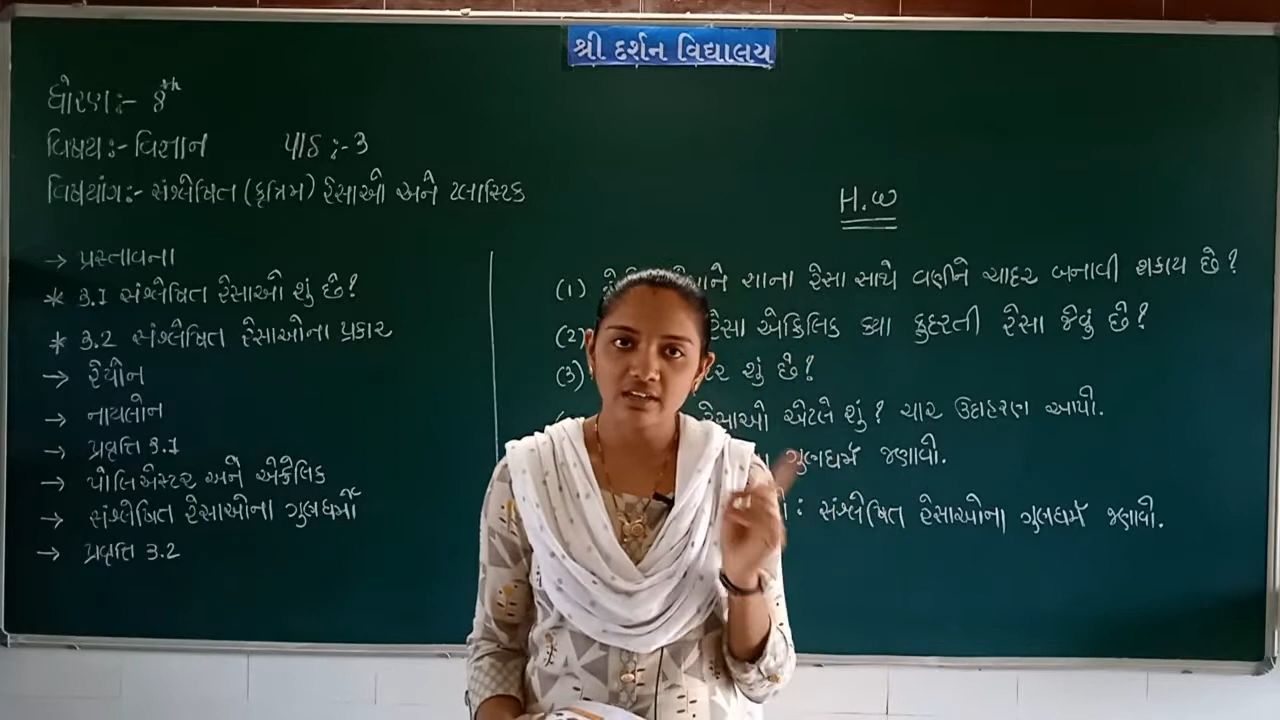 શ્રી દર્શન વિદ્યાલય
ધોરણ:- 8th
વિષય:- વિજ્ઞાન પાઠ :- 3
વિષયાંગ:- સંશ્લેષિત (કૃત્રિમ) રેસાઓ અને પ્લાસ્ટિક
→ પ્રસ્તાવના
* 3.1 સંશ્લેષિત રેસાઓ શું છે?
* 3.2 સંશ્લેષિત રેસાઓના પ્રકાર
→ રેયોન
→ નાયલોન
→ પ્રવૃત્તિ 3.1
→ પોલિએસ્ટર અને એક્રેલિક
→ સંશ્લેષિત રેસાઓના ગુણધર્મો
→ પ્રવૃત્તિ 3.2
H.W
(1) શાના રેસા સાથે વણીને ચાદર બનાવી શકાય છે?
(2) રેસા એક્રિલિક ક્યા કુદરતી રેસા જેવું છે?
(3) શું છે?
રેસાઓ એટલે શું? ચાર ઉદાહરણ આપો.
ગુણધર્મ જણાવો.
: સંશ્લેષિત રેસાઓના ગુણધર્મ જણાવો.